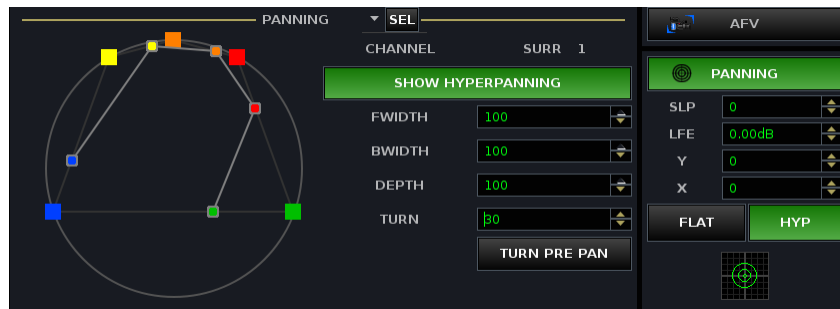 PANNING SEL
CHANNEL SURR 1
SHOW HYPERPANNING
FWIDTH 100
BWIDTH 100
DEPTH 100
TURN 30
TURN PRE PAN
AFV
PANNING
SLP 0
LFE 0.00dB
Y 0
X 0
FLAT HYP